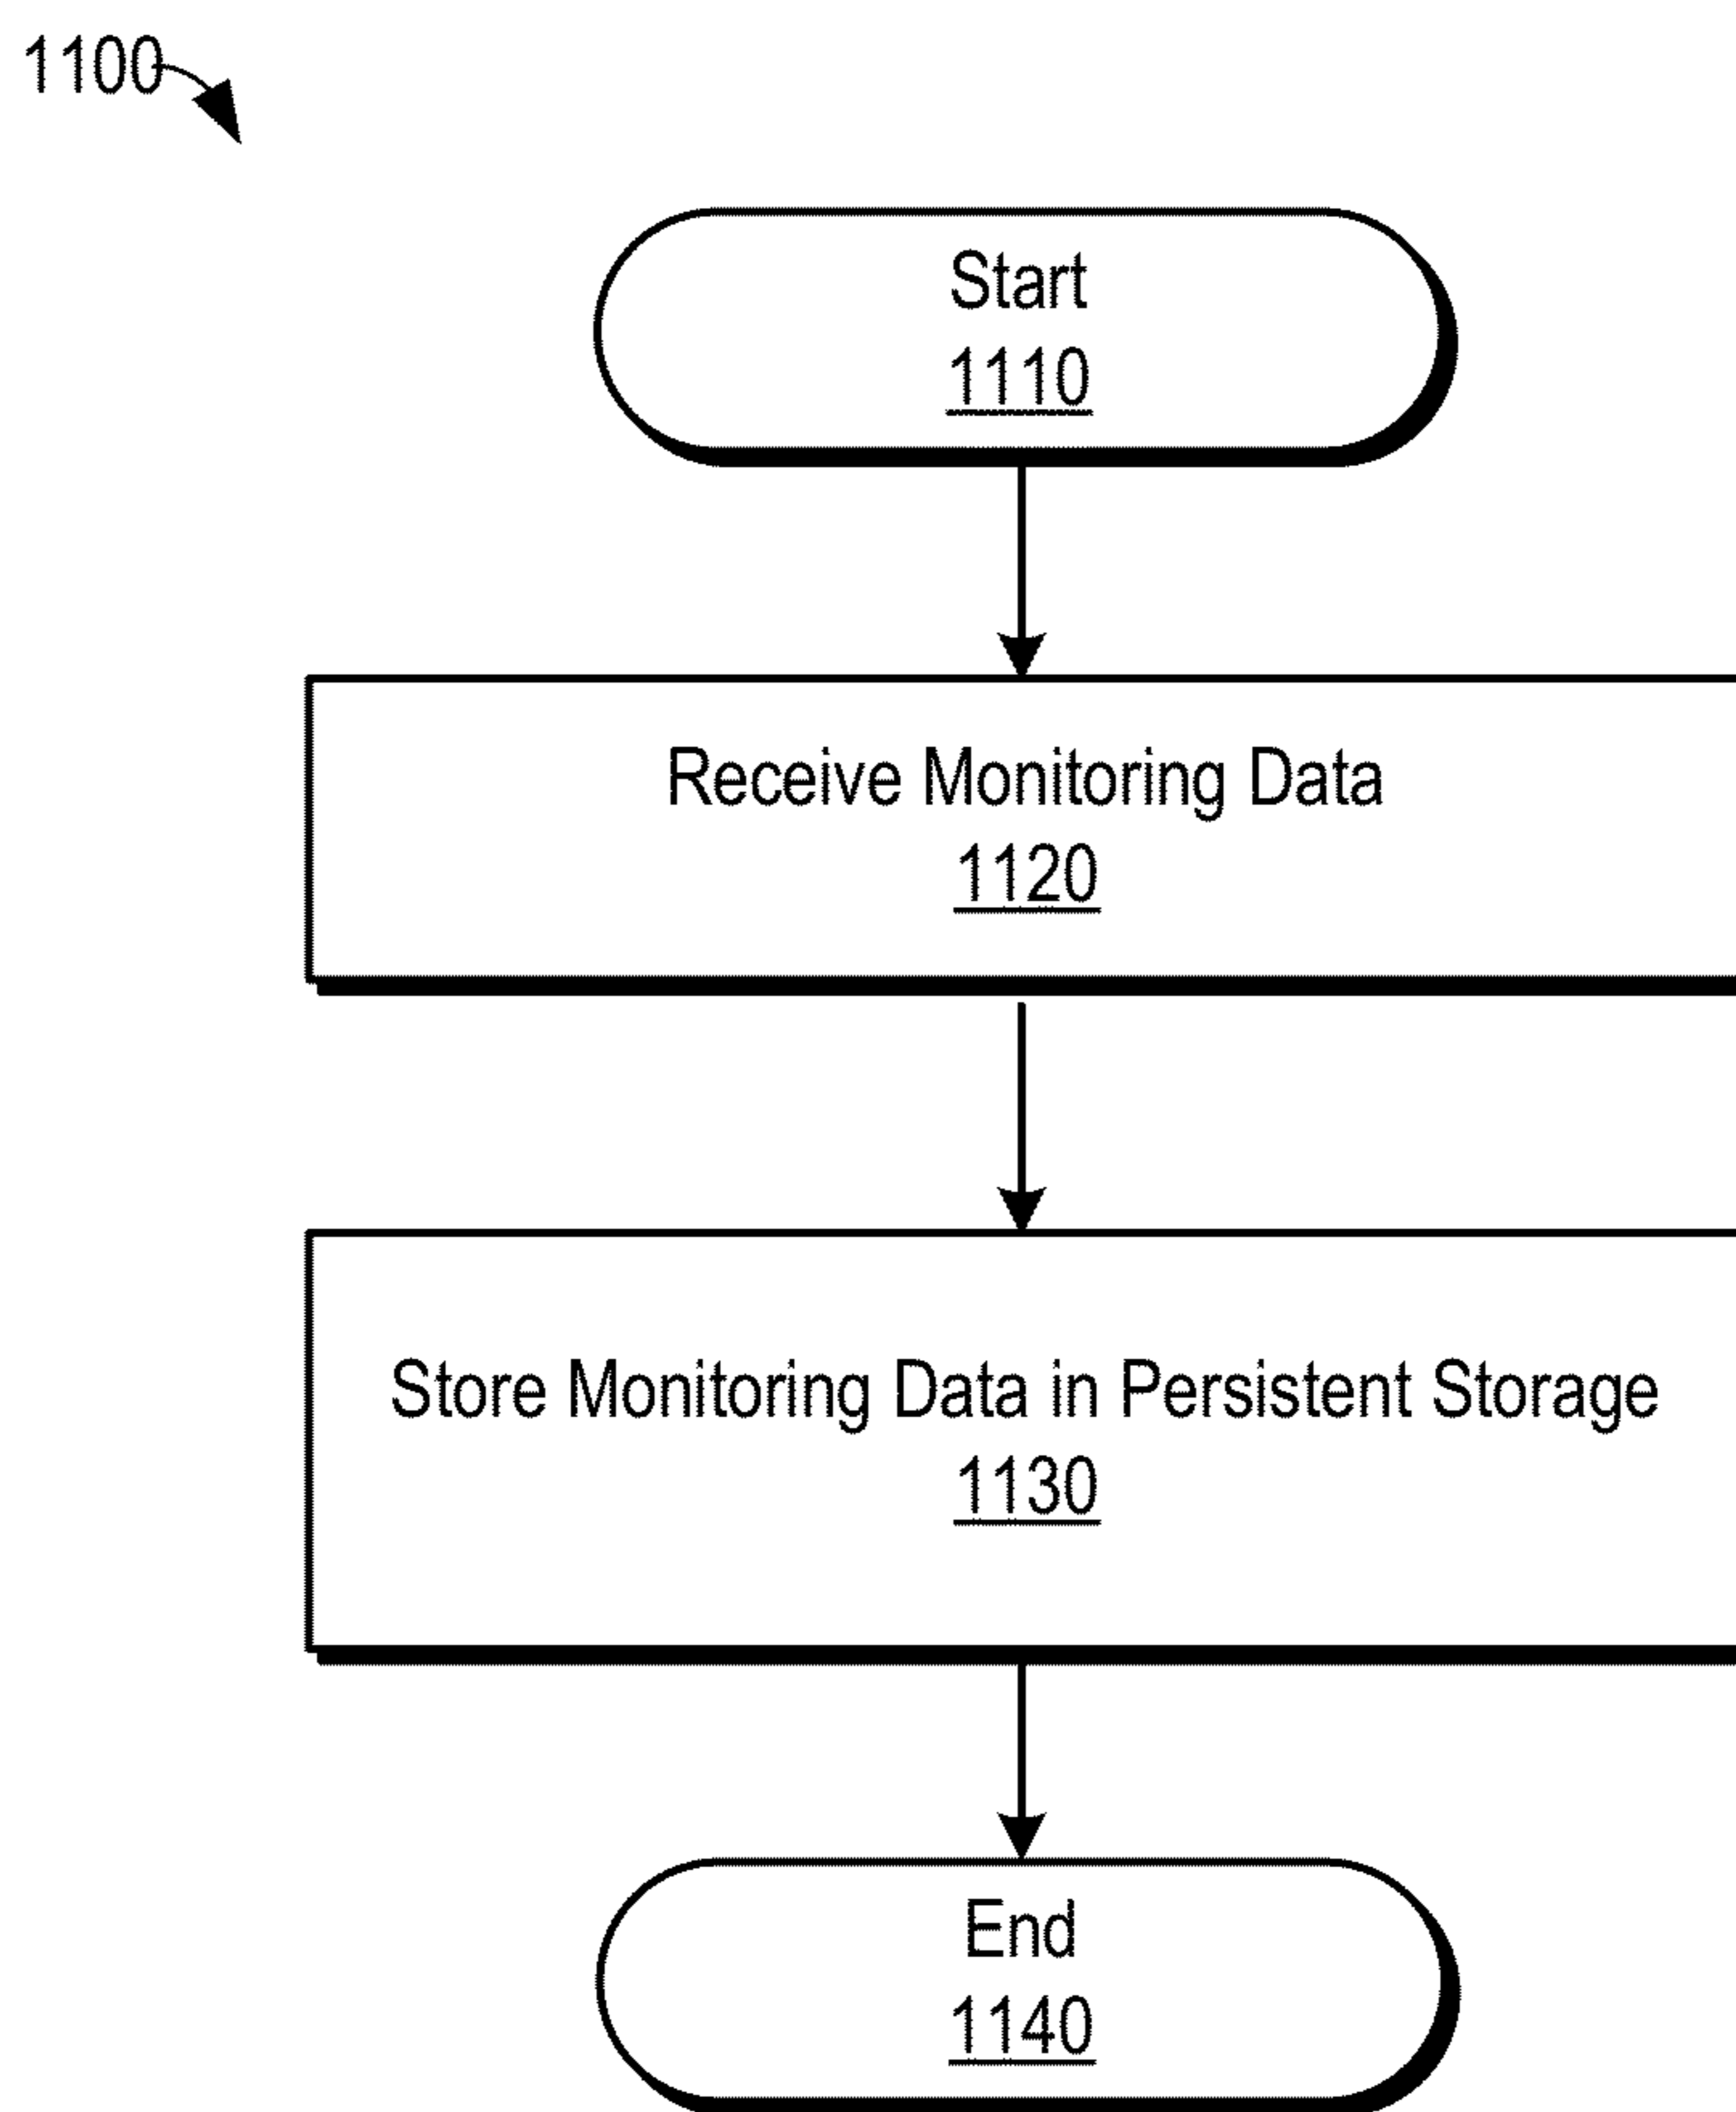 1100
Start
1110
Receive Monitoring Data
1120
Store Monitoring Data in Persistent Storage
1130
End
1140